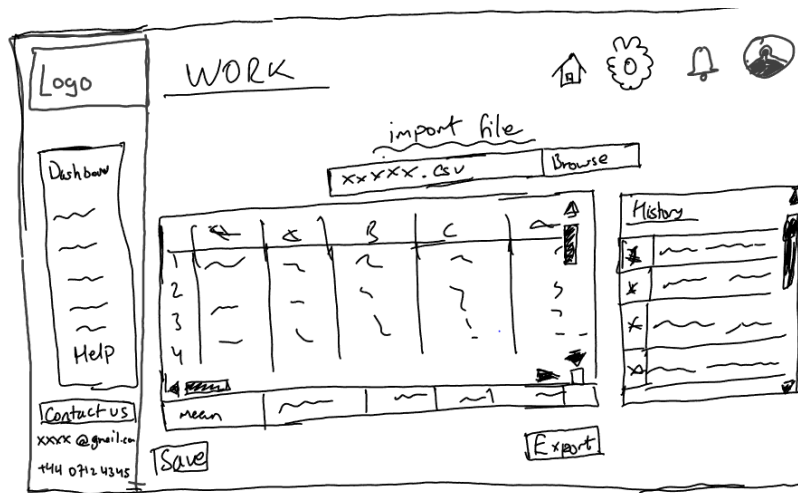 Logo
WORK
import file
xxxxx.csv Browse
Dashboar
History
B C
1
2
3
4
Help
mean
Contact us
xxxx@gmail.com
+44 0712 4345
Save
Export